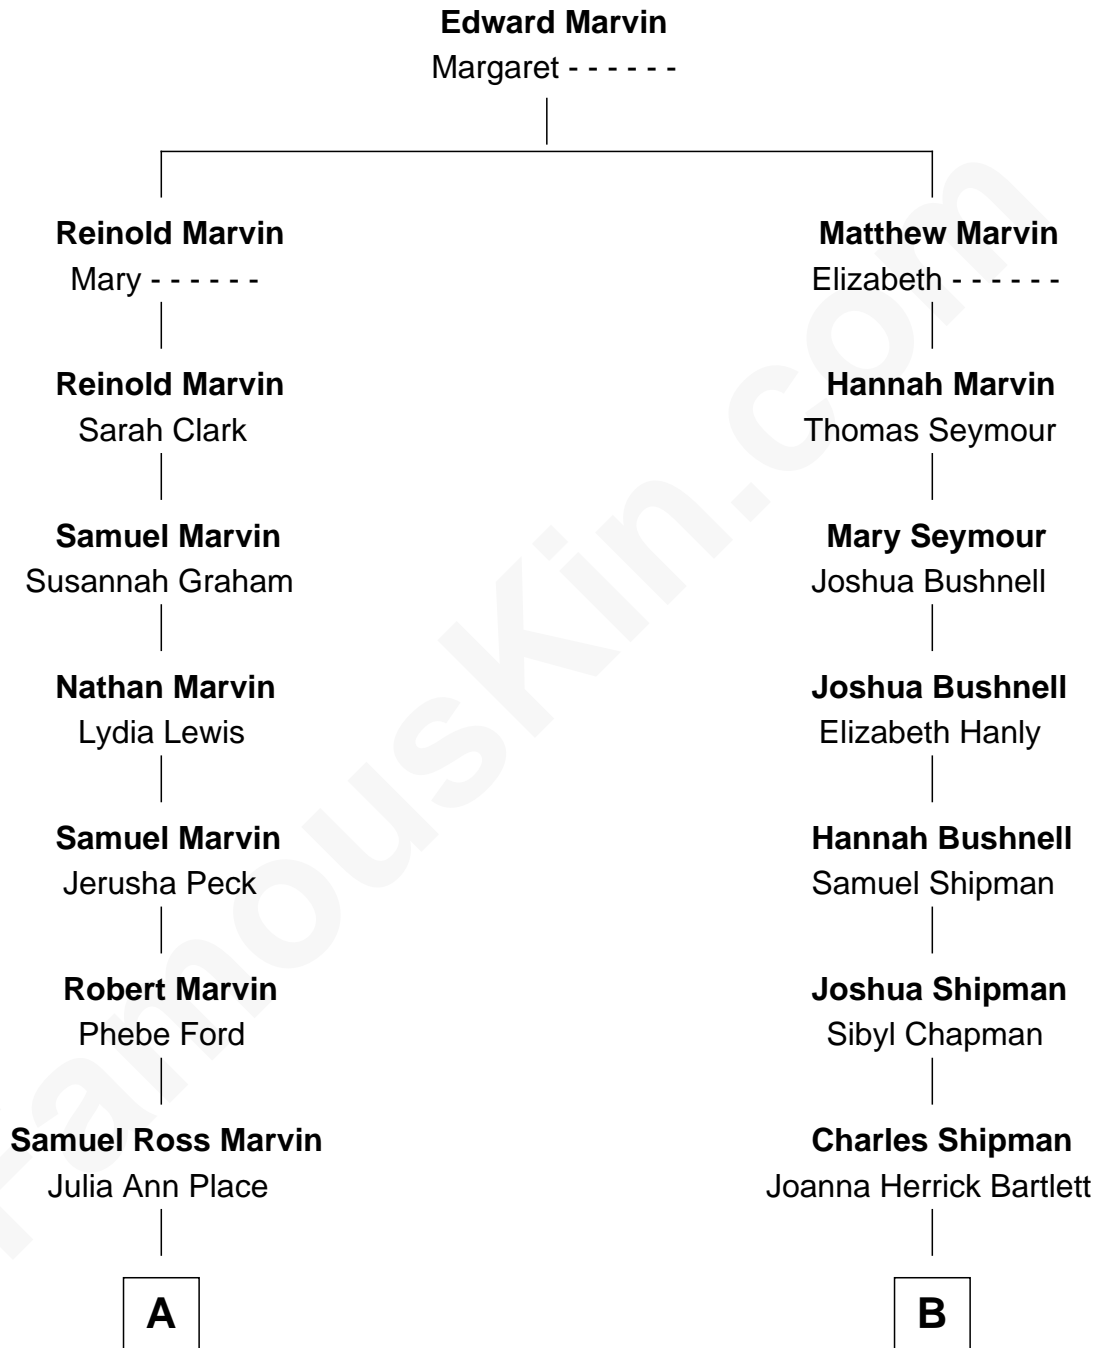 Edward Marvin
Margaret - - - - - -
Reinold Marvin
Mary - - - - - -
Matthew Marvin
Elizabeth - - - - - -
Reinold Marvin
Sarah Clark
Hannah Marvin
Thomas Seymour
Samuel Marvin
Susannah Graham
Mary Seymour
Joshua Bushnell
Nathan Marvin
Lydia Lewis
Joshua Bushnell
Elizabeth Hanly
Samuel Marvin
Jerusha Peck
Hannah Bushnell
Samuel Shipman
Robert Marvin
Phebe Ford
Joshua Shipman
Sibyl Chapman
Samuel Ross Marvin
Julia Ann Place
Charles Shipman
Joanna Herrick Bartlett
A
B
FamousKin.com